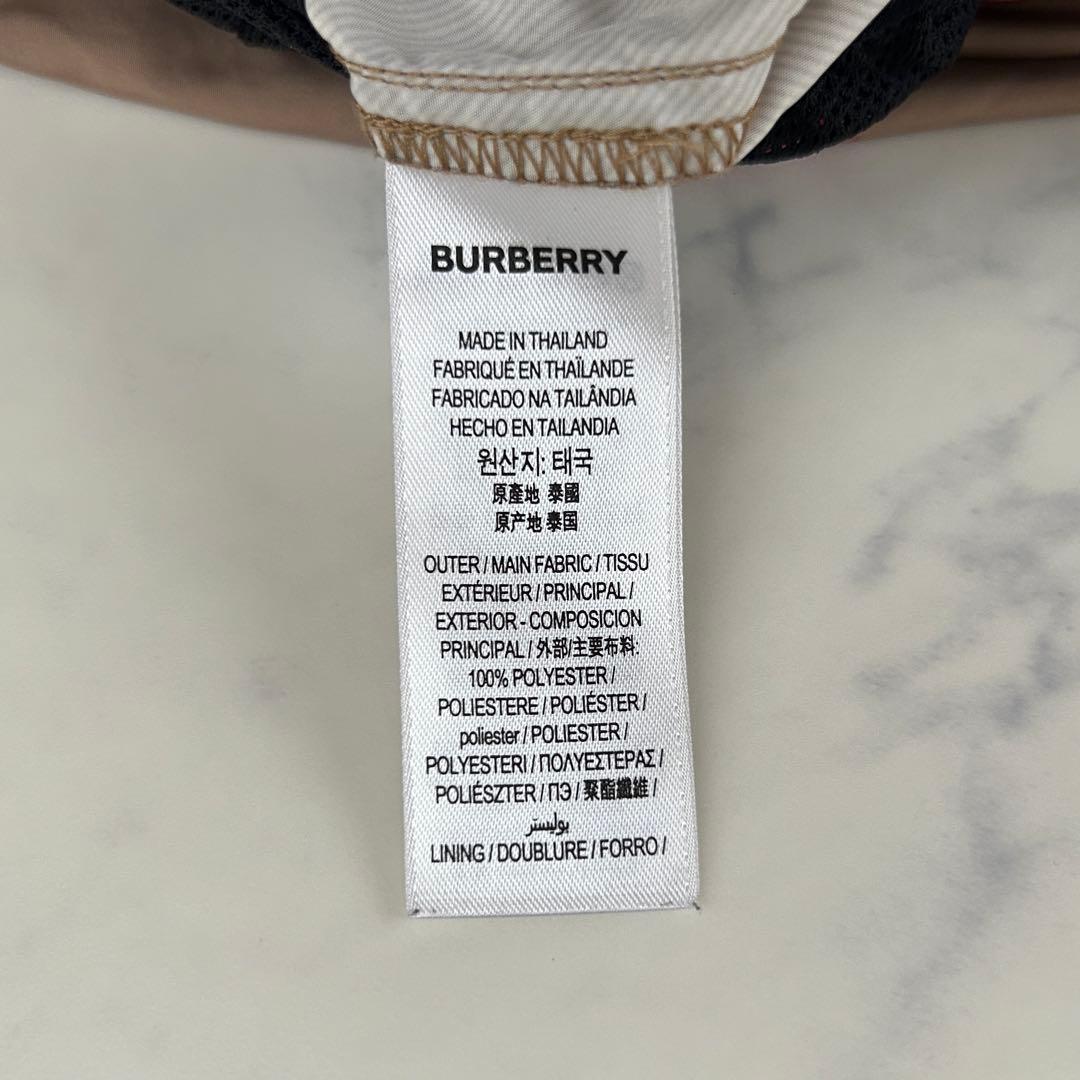 BURBERRY
MADE IN THAILAND
FABRIQUÉ EN THAÏLANDE
FABRICADO NA TAILÂNDIA
HECHO EN TAILANDIA
원산지: 태국
原產地 泰國
原产地 泰国
OUTER / MAIN FABRIC / TISSU
EXTÉRIEUR / PRINCIPAL /
EXTERIOR - COMPOSICION
PRINCIPAL / 外部/主要布料:
100% POLYESTER /
POLIESTERE / POLIÉSTER /
poliester / POLIESTER /
POLYESTERI / ΠΟΛΥΕΣΤΕΡΑΣ /
POLIÉSZTER / ПЭ / 聚酯纖維 /
بوليستر
LINING / DOUBLURE / FORRO /